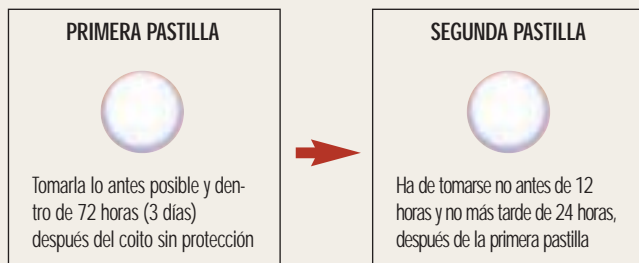 PRIMERA PASTILLA
Tomarla lo antes posible y den-
tro de 72 horas (3 días)
después del coito sin protección
SEGUNDA PASTILLA
Ha de tomarse no antes de 12
horas y no más tarde de 24 horas,
después de la primera pastilla